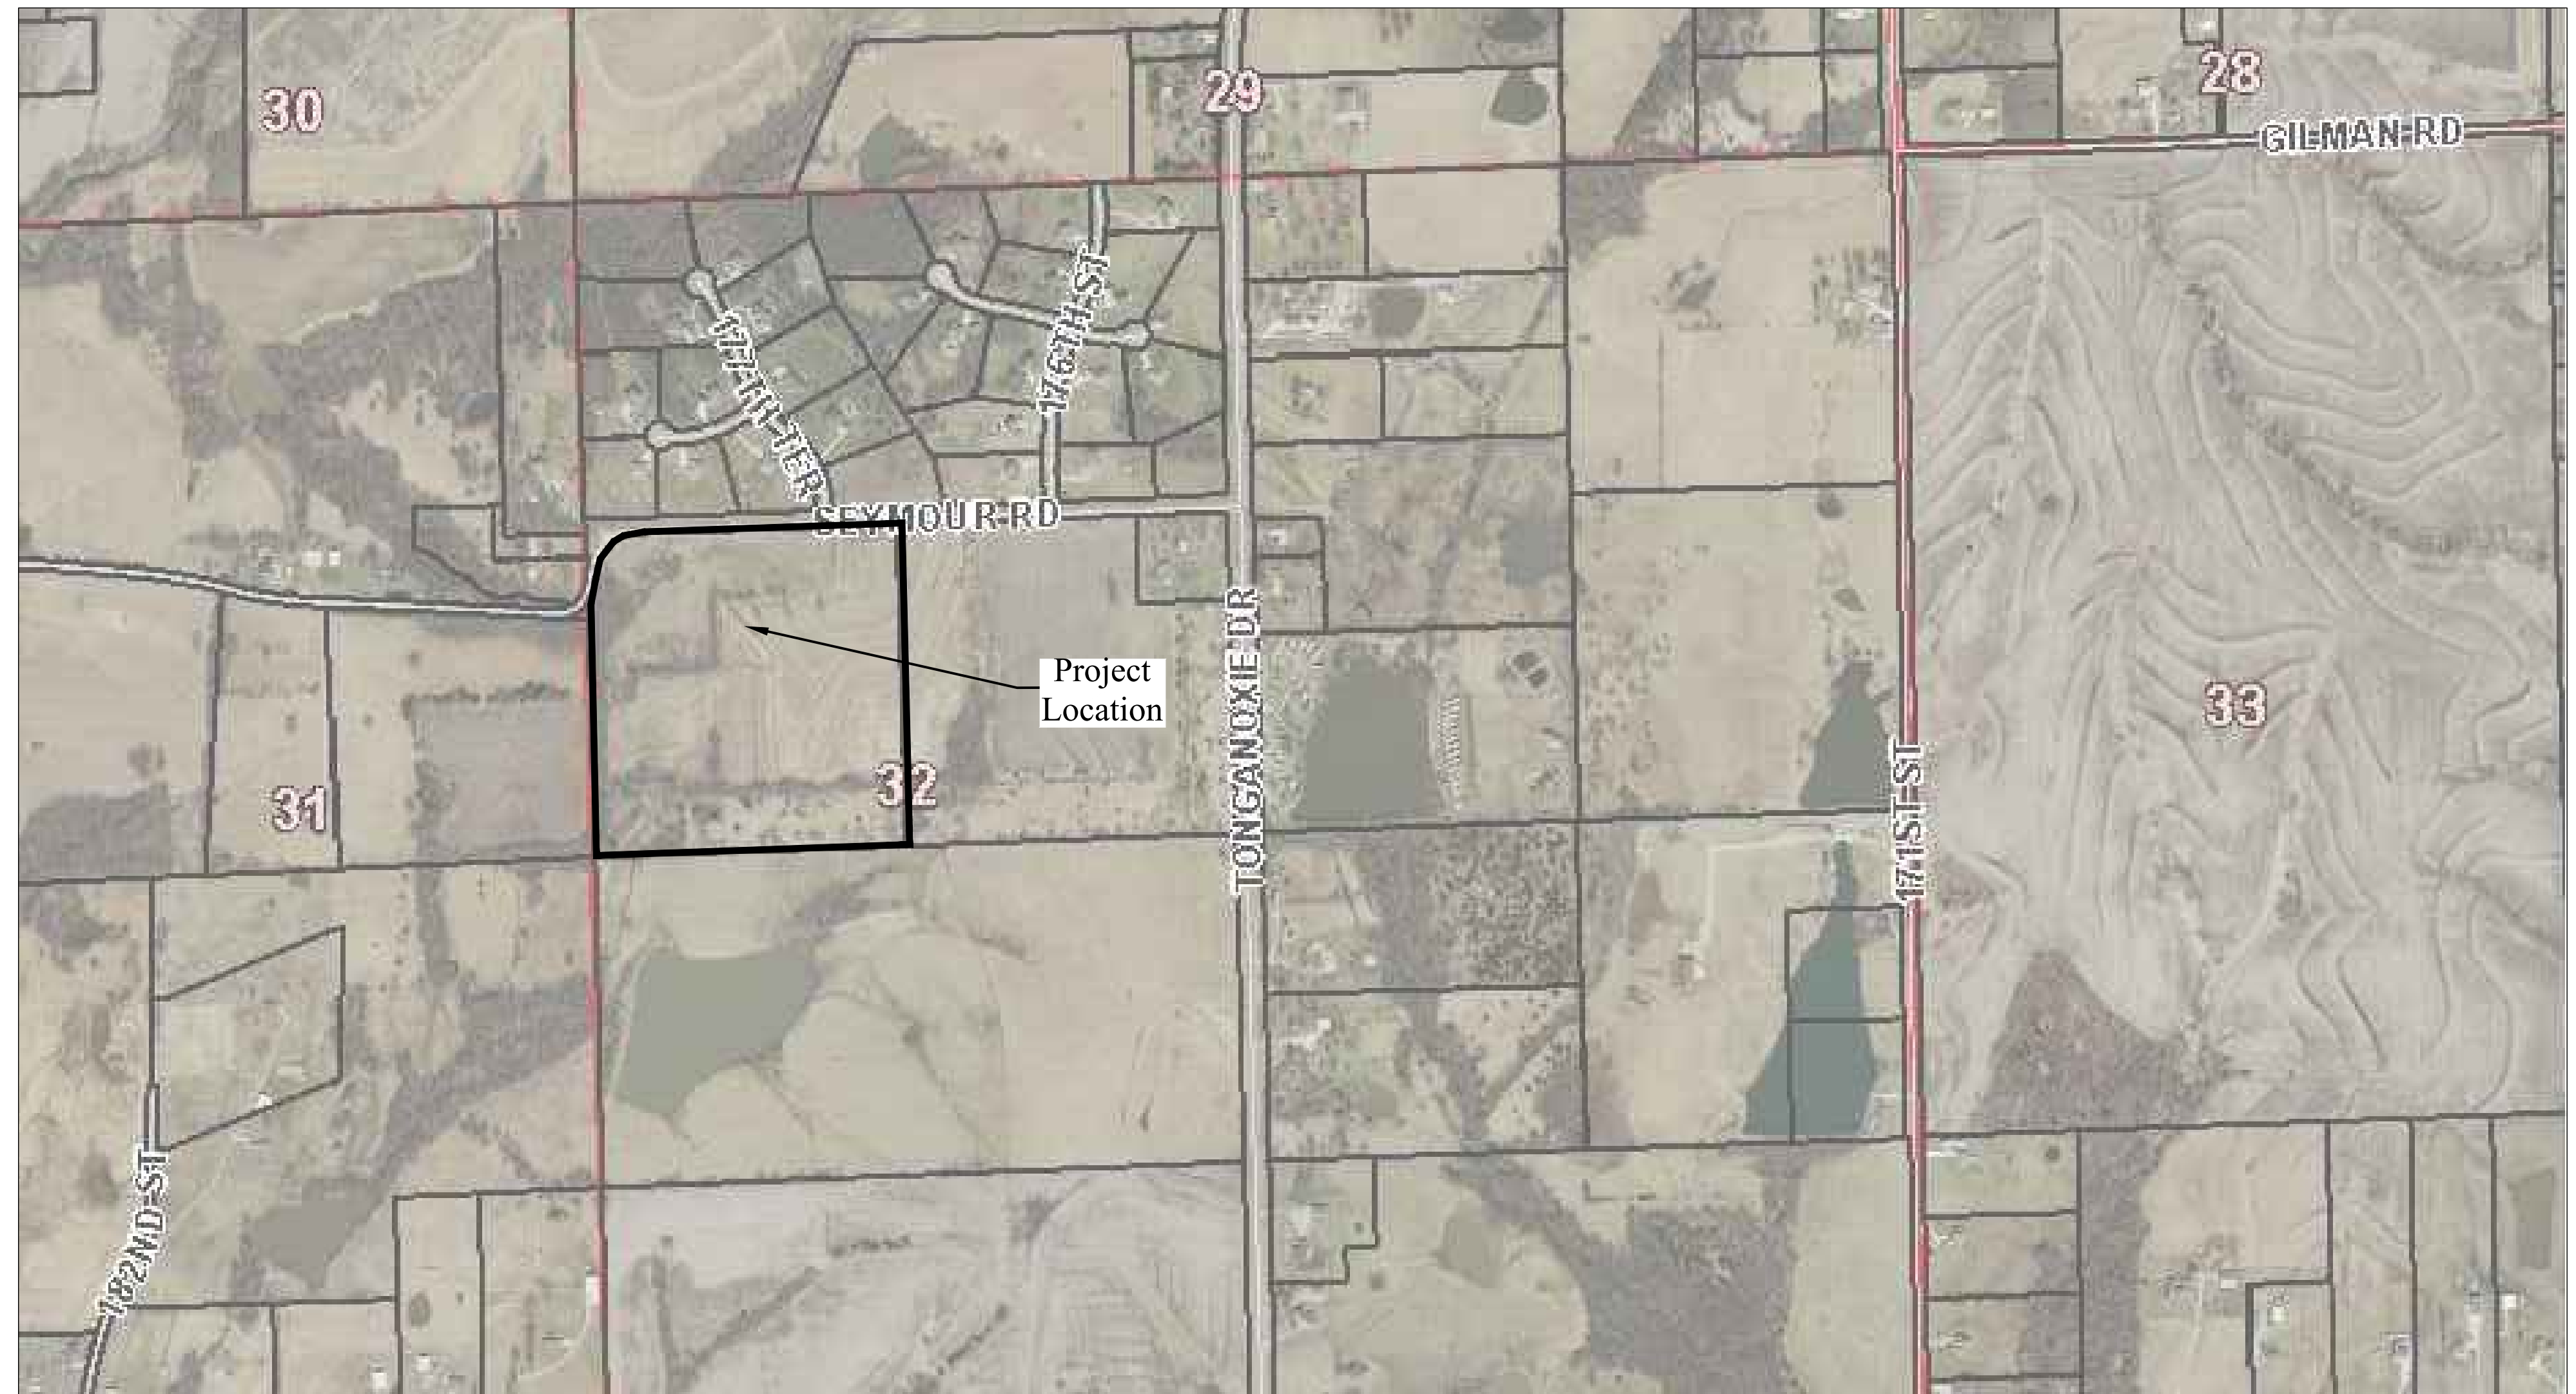 30
29
28
GILMAN RD
177TH TER
176TH ST
SEYMOUR RD
Project
Location
TONGANOXIE DR
31
32
33
171ST ST
182ND ST